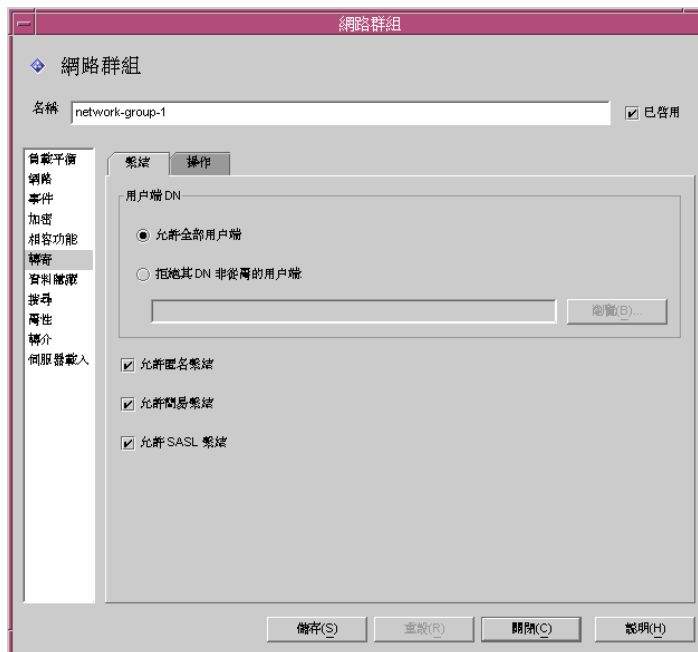 網路群組
網路群組
名稱 network-group-1 已啓用
負載平衡
網路
事件
加密
相容功能
轉寄
資料隱藏
搜尋
屬性
轉介
伺服器載入
繫結 操作
用戶端 DN
允許全部用戶端
拒絕其 DN 非從屬的用戶端
瀏覽(B)...
允許匿名繫結
允許簡易繫結
允許 SASL 繫結
儲存(S) 重設(R) 關閉(C) 說明(H)